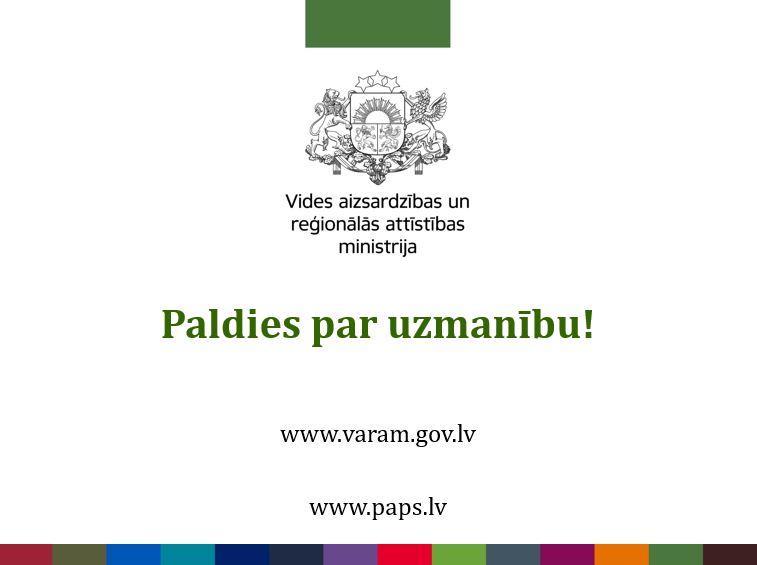 Vides aizsardzības un
reģionālās attīstības
ministrija
Paldies par uzmanību!
www.varam.gov.lv
www.paps.lv